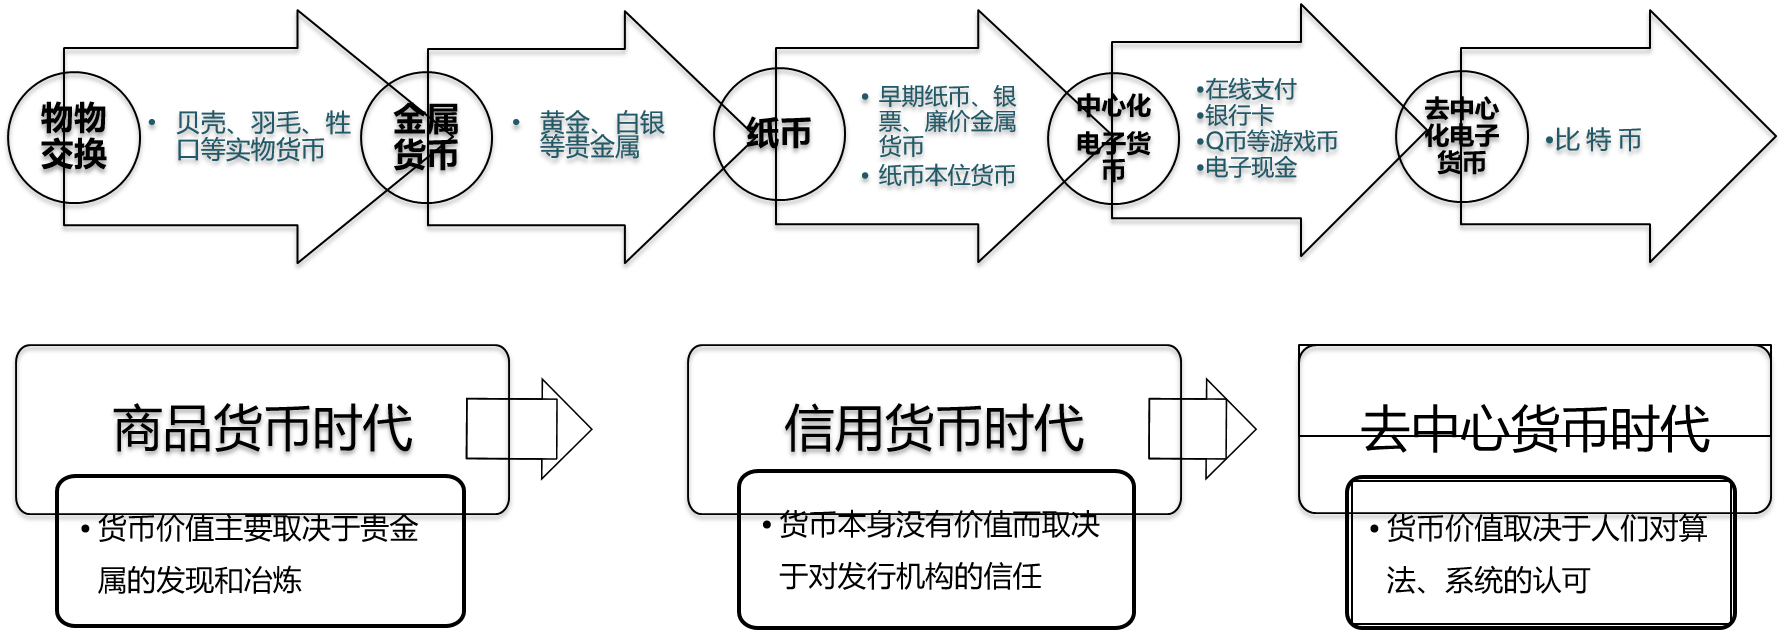 物物
交换
• 贝壳、羽毛、牲
口等实物货币
金属
货币
• 黄金、白银
等贵金属
纸币
• 早期纸币、银
票、廉价金属
货币
• 纸币本位货币
中心化
电子货
币
•在线支付
•银行卡
•Q币等游戏币
•电子现金
去中心
化电子
货币
•比特币
商品货币时代
• 货币价值主要取决于贵金
属的发现和冶炼
信用货币时代
• 货币本身没有价值而取决
于对发行机构的信任
去中心货币时代
• 货币价值取决于人们对算
法、系统的认可